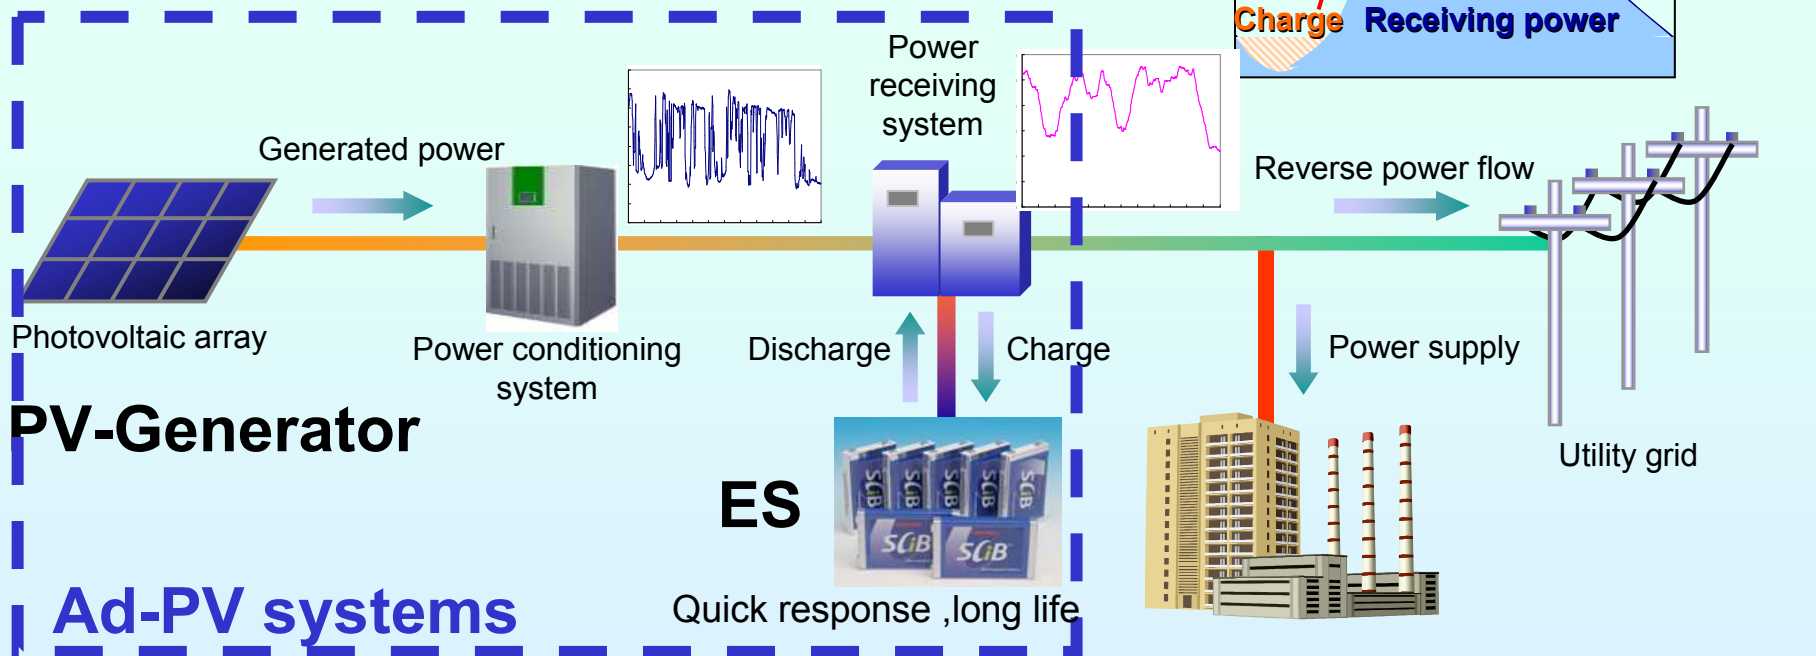 Charge Receiving power
Power
receiving
system
Generated power
Reverse power flow
Photovoltaic array
Power conditioning
system
Discharge
Charge
Power supply
PV-Generator
Utility grid
ES
SCiB
SCiB
SCiB
SCiB
SCiB
SCiB
SCiB
Quick response ,long life
Ad-PV systems